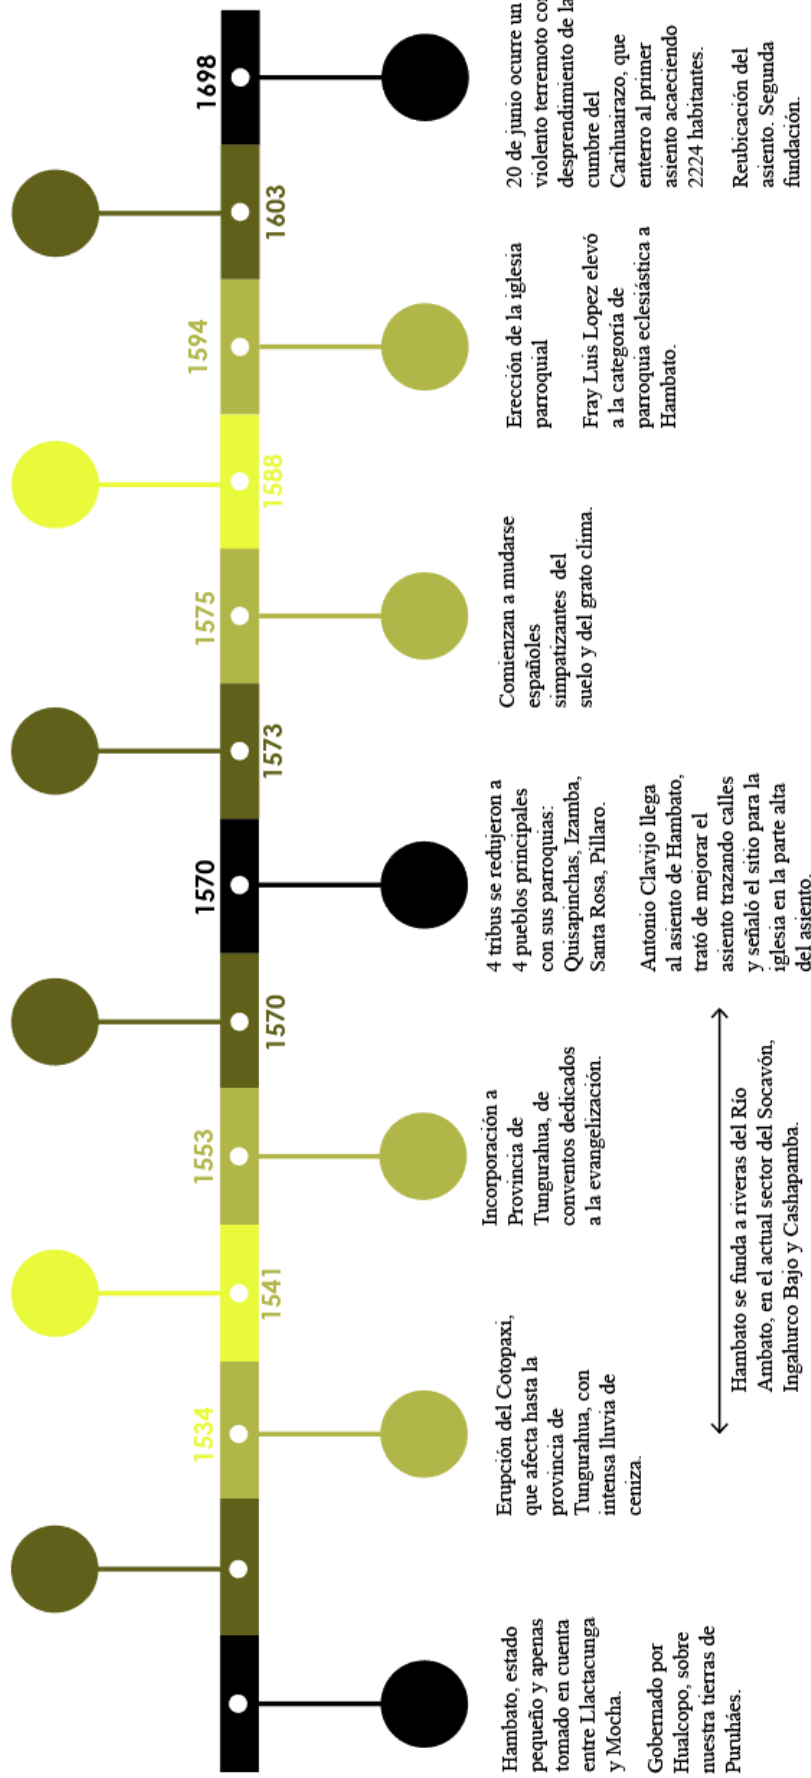 Hambato, estado
pequeño y apenas
tomado en cuenta
entre Llactacunga
y Mocha.
Gobernado por
Hualcopo, sobre
nuestra tierras de
Puruháes.
1534
Erupción del Cotopaxi,
que afecta hasta la
provincia de
Tungurahua, con
intensa lluvia de
ceniza.
1541
Hambato se funda a riveras del Río
Ambato, en el actual sector del Socavón,
Ingahurco Bajo y Cashapamba.
1553
Incorporación a
Provincia de
Tungurahua, de
conventos dedicados
a la evangelización.
1570
1570
4 tribus se redujeron a
4 pueblos principales
con sus parroquias:
Quisapinchas, Izamba,
Santa Rosa, Pillaro.
Antonio Clavijo llega
al asiento de Hambato,
trató de mejorar el
asiento trazando calles
y señaló el sitio para la
iglesia en la parte alta
del asiento.
1573
1575
Comienzan a mudarse
españoles
simpatizantes del
suelo y del grato clima.
1588
1594
Erección de la iglesia
parroquial
Fray Luis Lopez elevó
a la categoría de
parroquia eclesiástica a
Hambato.
1603
1698
20 de junio ocurre un
violento terremoto
desprendimiento de la
cumbre del
Carihuairazo, que
enterro al primer
asiento acaeciendo
2224 habitantes.
Reubicación del
asiento. Segunda
fundación.